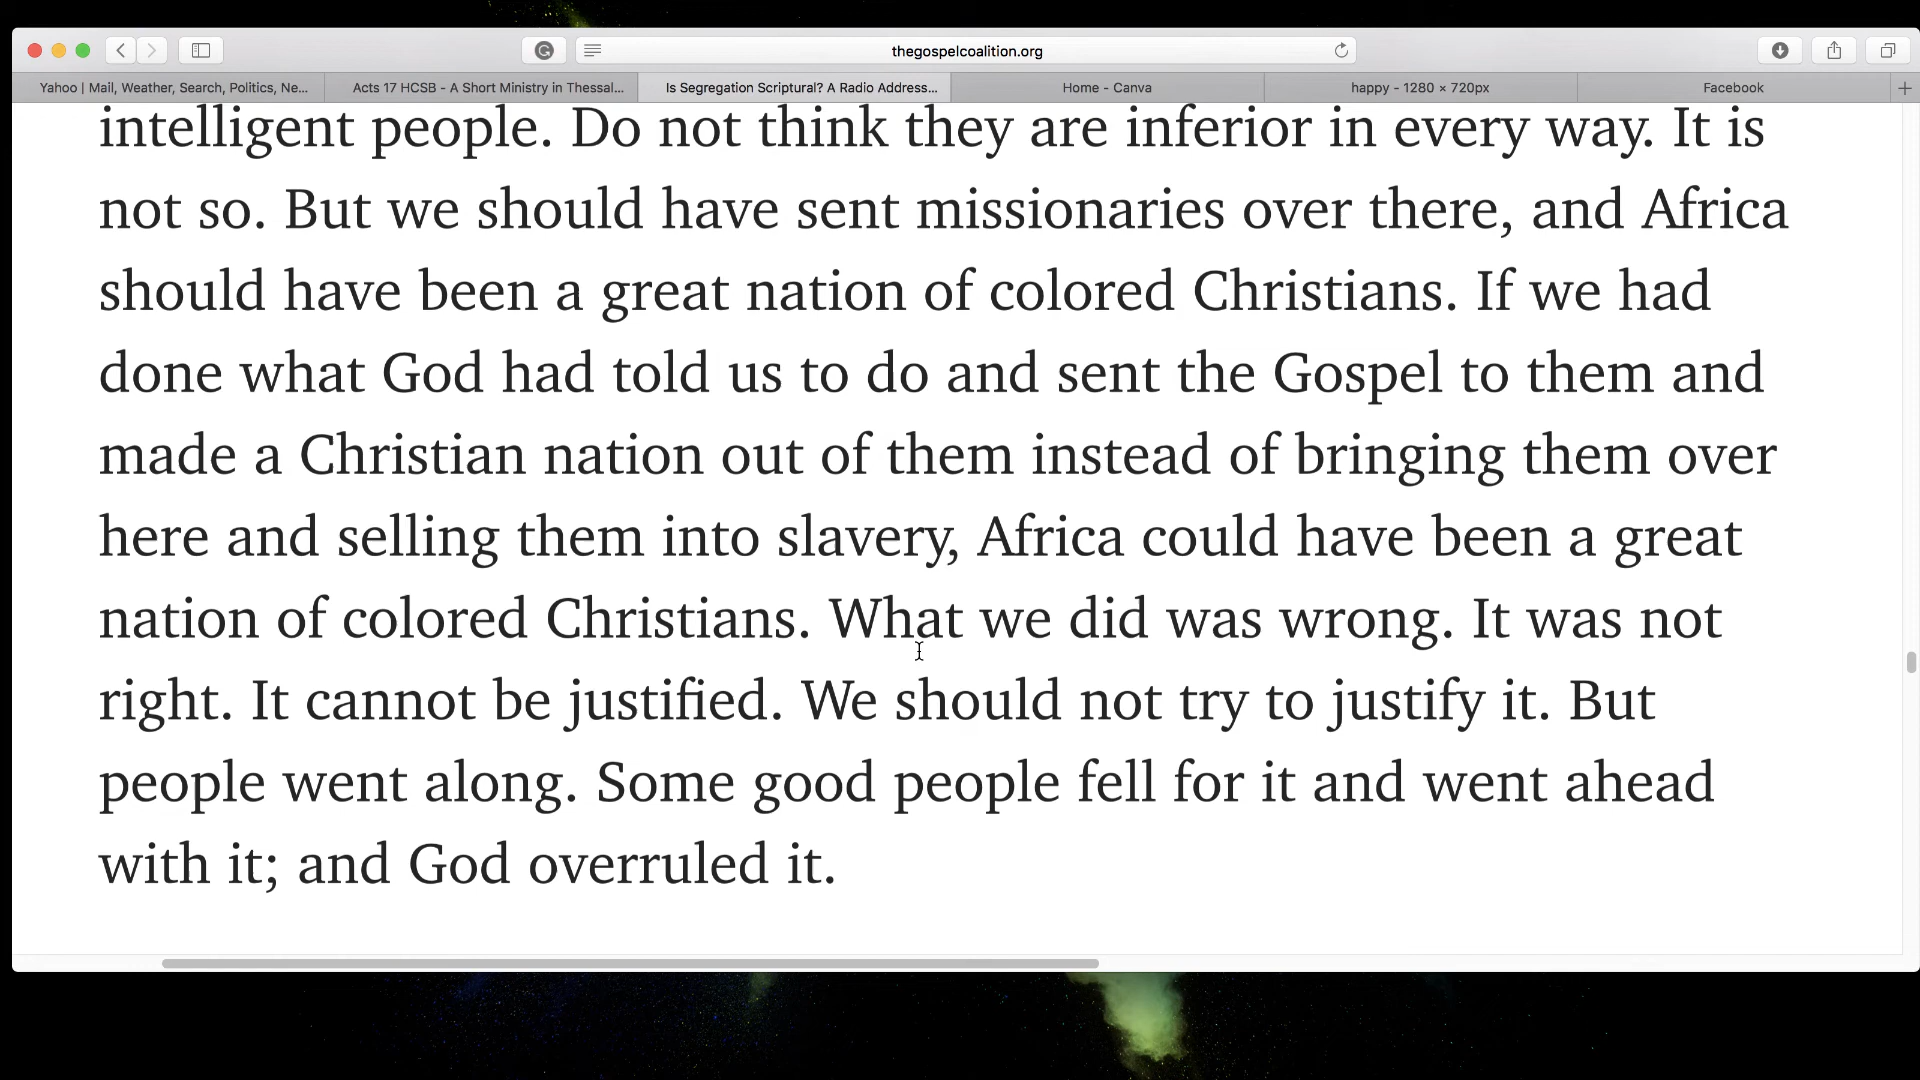 thegospelcoalition.org
Yahoo | Mail, Weather, Search, Politics, Ne...
Acts 17 HCSB - A Short Ministry in Thessal...
Is Segregation Scriptural? A Radio Address...
Home - Canva
happy - 1280 × 720px
Facebook
intelligent people. Do not think they are inferior in every way. It is
not so. But we should have sent missionaries over there, and Africa
should have been a great nation of colored Christians. If we had
done what God had told us to do and sent the Gospel to them and
made a Christian nation out of them instead of bringing them over
here and selling them into slavery, Africa could have been a great
nation of colored Christians. What we did was wrong. It was not
right. It cannot be justified. We should not try to justify it. But
people went along. Some good people fell for it and went ahead
with it; and God overruled it.